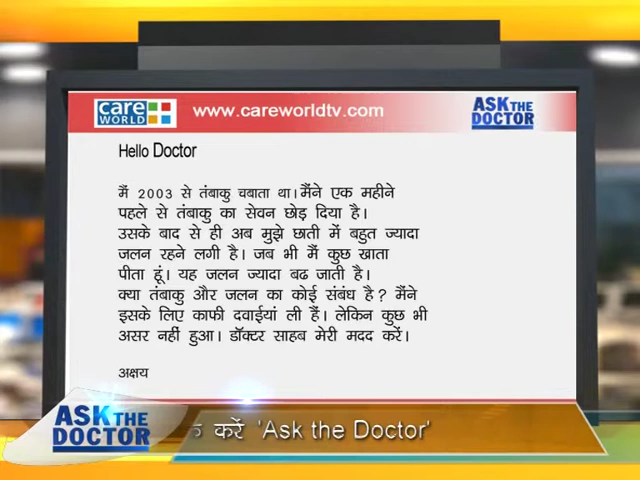 care WORLD
www.careworldtv.com
ASK THE DOCTOR
Hello Doctor
मैं 2003 से तंबाकु चबाता था। मैंने एक महीने
पहले से तंबाकु का सेवन छोड़ दिया है।
उसके बाद से ही अब मुझे छाती में बहुत ज्यादा
जलन रहने लगी है। जब भी मैं कुछ खाता
पीता हूं। यह जलन ज्यादा बढ जाती है।
क्या तंबाकु और जलन का कोई संबंध है? मैंने
इसके लिए काफी दवाईयां ली हैं। लेकिन कुछ भी
असर नहीं हुआ। डॉक्टर साहब मेरी मदद करें।
अक्षय
ASK THE DOCTOR
करें 'Ask the Doctor'